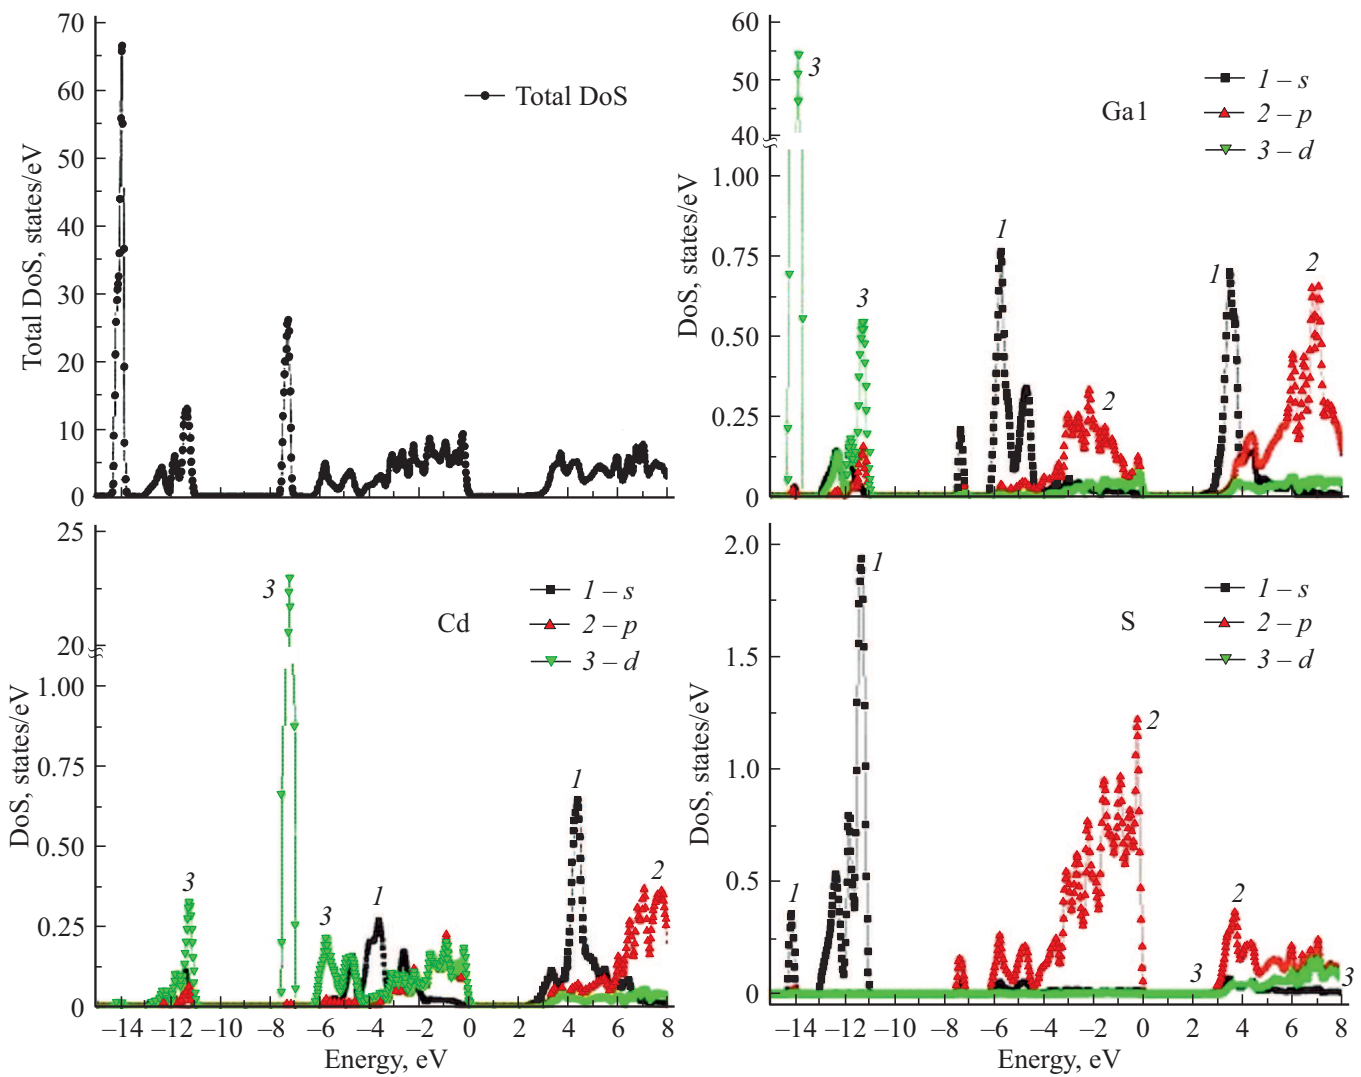 70
60
50
40
30
20
10
0
Total DoS, states/eV
Total DoS
60
50
40
1.00
0.75
0.50
0.25
0
DoS, states/eV
Ga1
1 – s
2 – p
3 – d
3
3
1
2
1
2
25
20
1.00
0.75
0.50
0.25
0
DoS, states/eV
Cd
1 – s
2 – p
3 – d
3
3
3
1
1
2
–14 –12 –10 –8 –6 –4 –2 0 2 4 6 8
Energy, eV
2.0
1.5
1.0
0.5
0
DoS, states/eV
S
1 – s
2 – p
3 – d
1
1
2
2
3
3
–14 –12 –10 –8 –6 –4 –2 0 2 4 6 8
Energy, eV